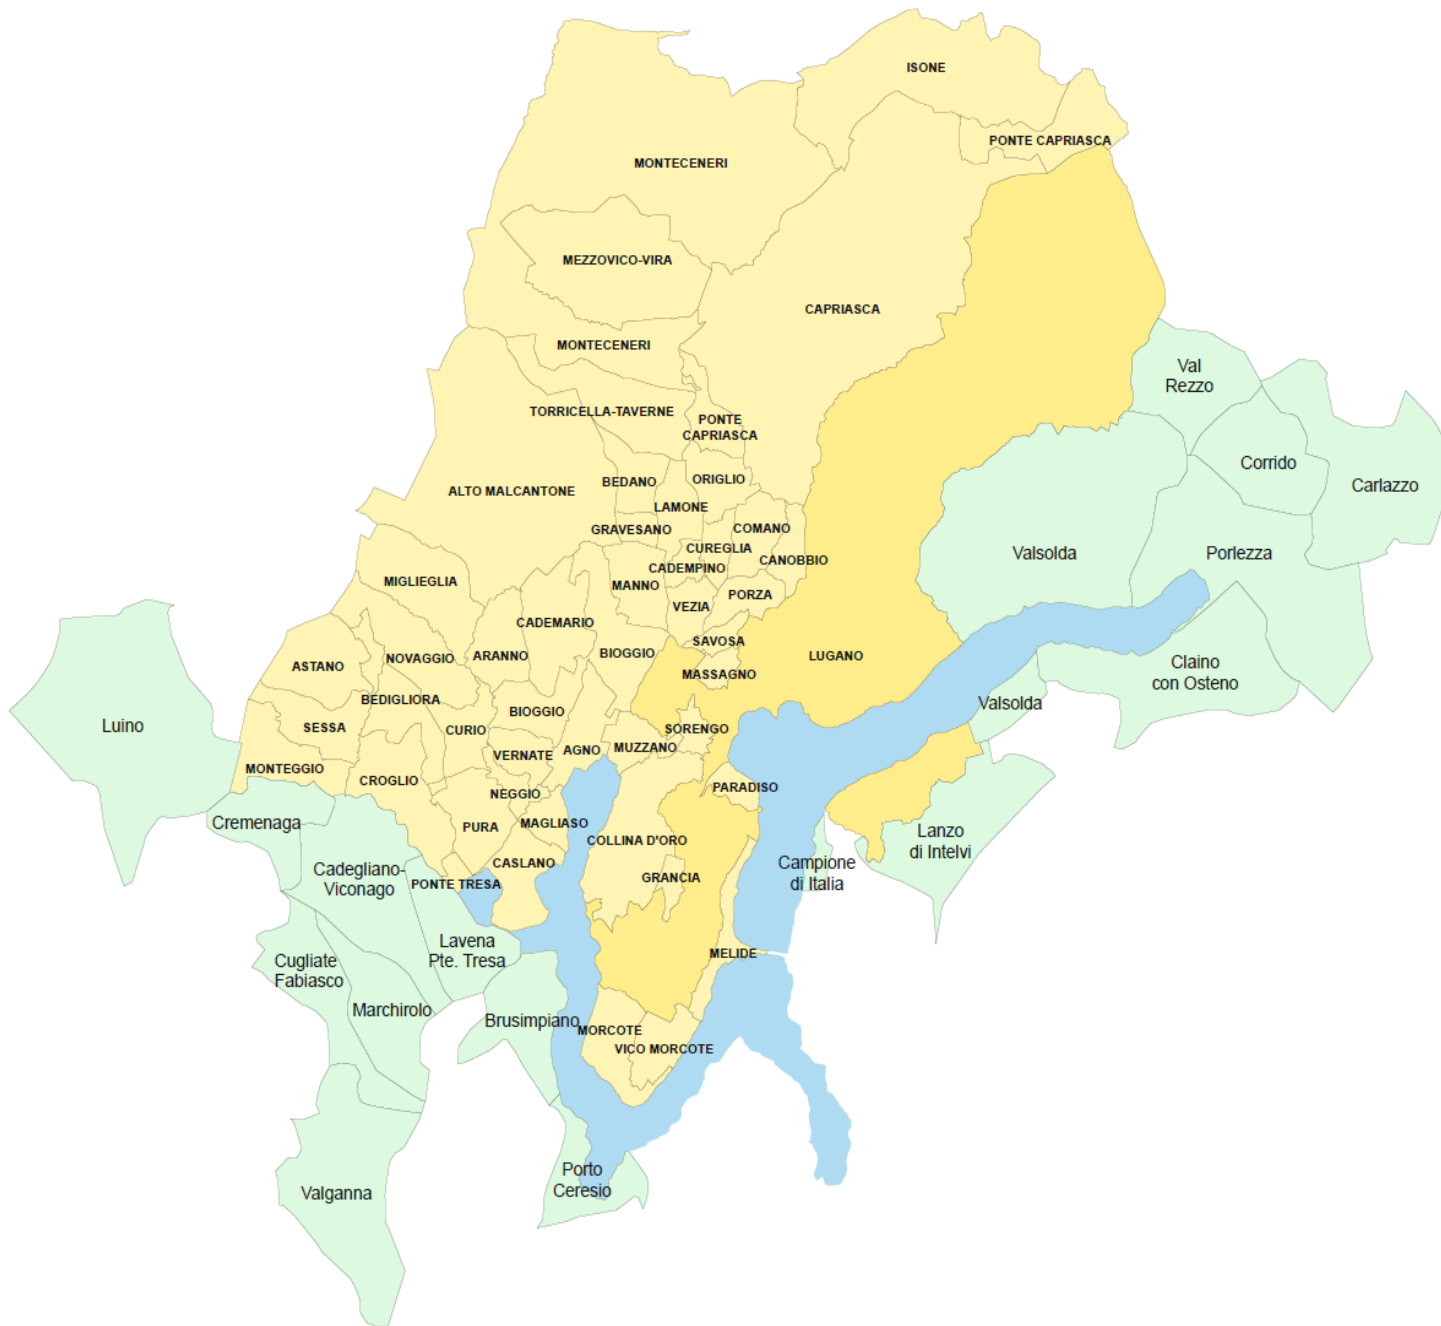 ISONE
PONTE CAPRIASCA
MONTECENERI
MEZZOVICO-VIRA
CAPRIASCA
MONTECENERI
Val
Rezzo
TORRICELLA-TAVERNE
PONTE
CAPRIASCA
Corrido
Carlazzo
BEDANO
ORIGLIO
ALTO MALCANTONE
LAMONE
GRAVESANO
COMANO
CUREGLIA
Valsolda
Porlezza
CANOBBIO
CADEMPINO
MIGLIEGLIA
MANNO
PORZA
VEZIA
CADEMARIO
SAVOSA
BIOGGIO
LUGANO
ARANNO
NOVAGGIO
ASTANO
MASSAGNO
Claino
con Osteno
BEDIGLIORA
Valsolda
BIOGGIO
Luino
SESSA
CURIO
SORENGO
MUZZANO
AGNO
VERNATE
MONTEGGIO
CROGLIO
PARADISO
NEGGIO
Cremenaga
MAGLIASO
PURA
Lanzo
di Intelvi
COLLINA D'ORO
CASLANO
Campione
di Italia
Cadegliano-
Viconago
GRANCIA
PONTE TRESA
Lavena
Pte. Tresa
MELIDE
Cugliate
Fabiasco
Marchirolo
Brusimpiano
MORCOTE
VICO MORCOTE
Porto
Ceresio
Valganna